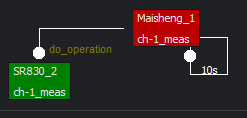 Maisheng_1
ch-1_meas
do_operation
SR830_2
ch-1_meas
10s